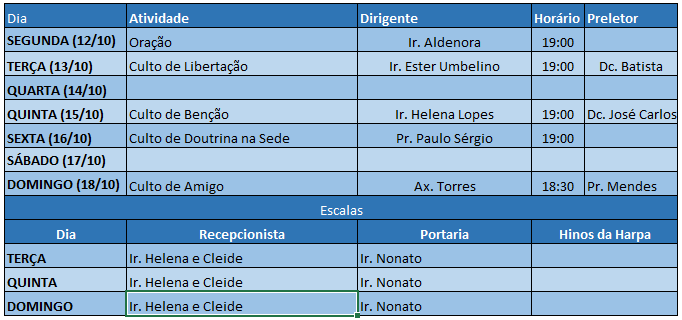 Dia Atividade Dirigente Horário Preletor
SEGUNDA (12/10) Oração Ir. Aldenora 19:00
TERÇA (13/10) Culto de Libertação Ir. Ester Umbelino 19:00 Dc. Batista
QUARTA (14/10)
QUINTA (15/10) Culto de Benção Ir. Helena Lopes 19:00 Dc. José Carlos
SEXTA (16/10) Culto de Doutrina na Sede Pr. Paulo Sérgio 19:00
SÁBADO (17/10)
DOMINGO (18/10) Culto de Amigo Ax. Torres 18:30 Pr. Mendes
Escalas
Dia Recepcionista Portaria Hinos da Harpa
TERÇA Ir. Helena e Cleide Ir. Nonato
QUINTA Ir. Helena e Cleide Ir. Nonato
DOMINGO Ir. Helena e Cleide Ir. Nonato